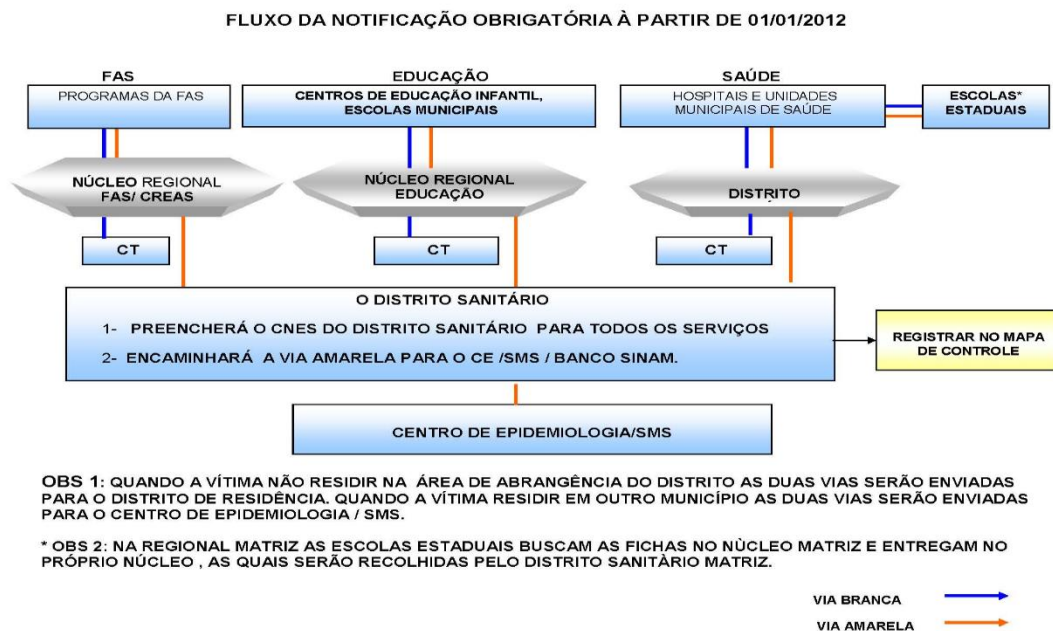 FLUXO DA NOTIFICAÇÃO OBRIGATÓRIA À PARTIR DE 01/01/2012
FAS
PROGRAMAS DA FAS
EDUCAÇÃO
CENTROS DE EDUCAÇÃO INFANTIL,
ESCOLAS MUNICIPAIS
SAÚDE
HOSPITAIS E UNIDADES
MUNICIPAIS DE SAÚDE
ESCOLAS*
ESTADUAIS
NÚCLEO REGIONAL
FAS/ CREAS
NÚCLEO REGIONAL
EDUCAÇÃO
DISTRITO
CT
CT
CT
O DISTRITO SANITÁRIO
1- PREENCHERÁ O CNES DO DISTRITO SANITÁRIO PARA TODOS OS SERVIÇOS
2- ENCAMINHARÁ A VIA AMARELA PARA O CE /SMS / BANCO SINAM.
REGISTRAR NO MAPA
DE CONTROLE
CENTRO DE EPIDEMIOLOGIA/SMS
OBS 1: QUANDO A VÍTIMA NÃO RESIDIR NA ÁREA DE ABRANGÊNCIA DO DISTRITO AS DUAS VIAS SERÃO ENVIADAS
PARA O DISTRITO DE RESIDÊNCIA. QUANDO A VÍTIMA RESIDIR EM OUTRO MUNICÍPIO AS DUAS VIAS SERÃO ENVIADAS
PARA O CENTRO DE EPIDEMIOLOGIA / SMS.
* OBS 2: NA REGIONAL MATRIZ AS ESCOLAS ESTADUAIS BUSCAM AS FICHAS NO NÙCLEO MATRIZ E ENTREGAM NO
PRÓPRIO NÚCLEO , AS QUAIS SERÃO RECOLHIDAS PELO DISTRITO SANITÀRIO MATRIZ.
VIA BRANCA
VIA AMARELA